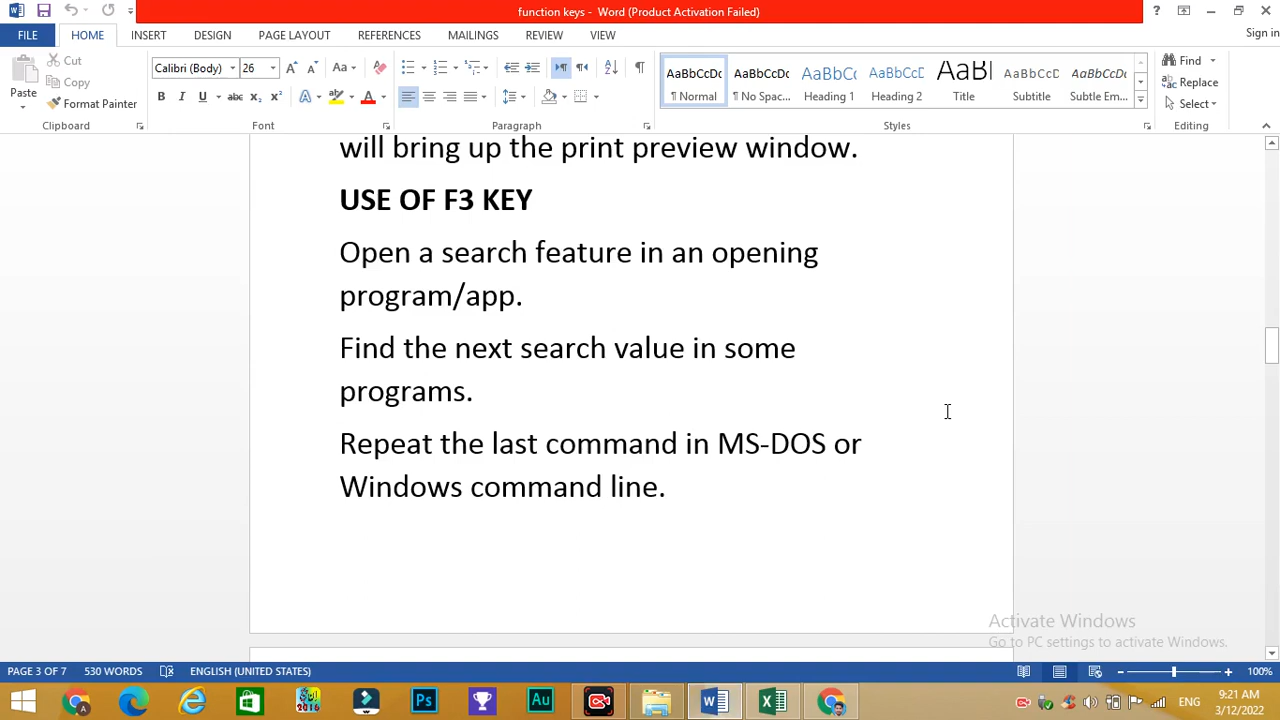 function keys - Word (Product Activation Failed)
Sign in
FILE HOME INSERT DESIGN PAGE LAYOUT REFERENCES MAILINGS REVIEW VIEW
Paste
Cut
Copy
Format Painter
Clipboard
Calibri (Body) 26
Font
Paragraph
AaBbCcDc AaBbCcDc AaBbCc AaBbCcD AaBb AaBbCcD AaBbCcD
¶ Normal ¶ No Spac... Heading 1 Heading 2 Title Subtitle Subtle Em...
Styles
Find
Replace
Select
Editing
will bring up the print preview window.
USE OF F3 KEY
Open a search feature in an opening
program/app.
Find the next search value in some
programs.
Repeat the last command in MS-DOS or
Windows command line.
Activate Windows
Go to PC settings to activate Windows.
PAGE 3 OF 7 530 WORDS ENGLISH (UNITED STATES) 100%
ENG
9:21 AM
3/12/2022